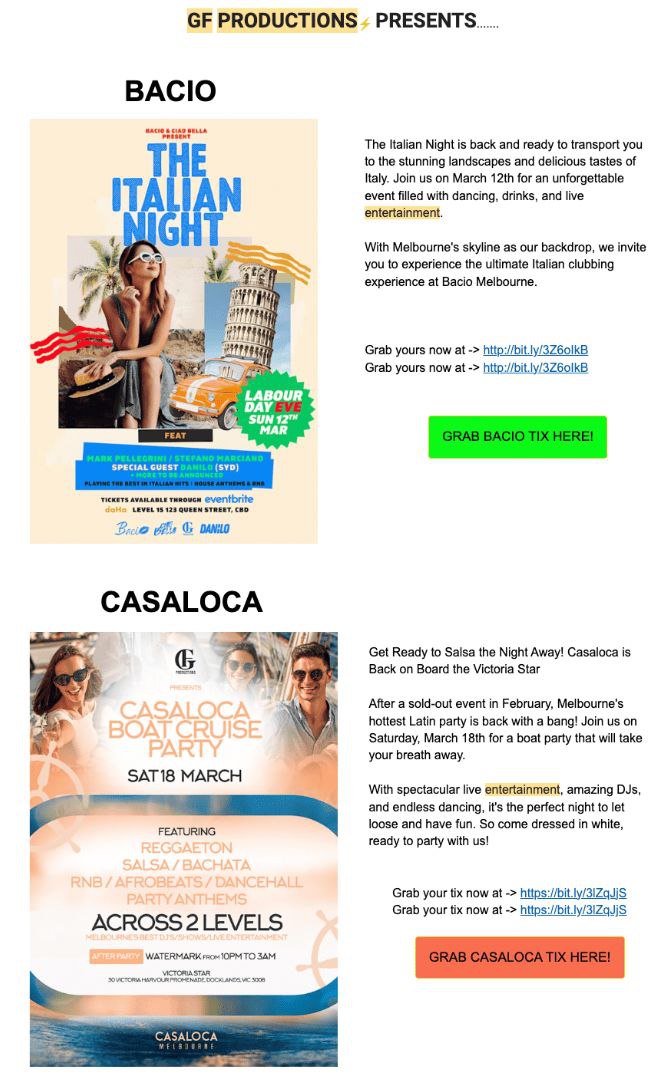 GF PRODUCTIONS⚡PRESENTS.......
BACIO
BACIO & CIAO BELLA
PRESENT
THE
ITALIAN
NIGHT
LABOUR
DAY EVE
SUN 12TH
MAR
FEAT
MARK PELLEGRINI / STEFANO MARCIANO
SPECIAL GUEST DANILO (SYD)
+ MORE TO BE ANNOUNCED
PLAYING THE BEST IN ITALIAN HITS | HOUSE ANTHEMS & RNB
TICKETS AVAILABLE THROUGH eventbrite
daHa LEVEL 15 123 QUEEN STREET, CBD
Bacio CIAO BELLA G DANILO
The Italian Night is back and ready to transport you
to the stunning landscapes and delicious tastes of
Italy. Join us on March 12th for an unforgettable
event filled with dancing, drinks, and live
entertainment.
With Melbourne's skyline as our backdrop, we invite
you to experience the ultimate Italian clubbing
experience at Bacio Melbourne.
Grab yours now at -> http://bit.ly/3Z6olkB
Grab yours now at -> http://bit.ly/3Z6olkB
GRAB BACIO TIX HERE!
CASALOCA
G
PRODUCTIONS
PRESENTS
CASALOCA
BOAT CRUISE
PARTY
SAT 18 MARCH
FEATURING
REGGAETON
SALSA / BACHATA
RNB / AFROBEATS / DANCEHALL
PARTY ANTHEMS
ACROSS 2 LEVELS
MELBOURNE'S BEST DJ'S/SHOWS/LIVE ENTERTAINMENT
AFTER PARTY WATERMARK FROM 10PM TO 3AM
VICTORIA STAR
30 VICTORIA HARBOUR PROMENADE, DOCKLANDS, VIC 3008
CASALOCA
MELBOURNE
Get Ready to Salsa the Night Away! Casaloca is
Back on Board the Victoria Star
After a sold-out event in February, Melbourne's
hottest Latin party is back with a bang! Join us on
Saturday, March 18th for a boat party that will take
your breath away.
With spectacular live entertainment, amazing DJs,
and endless dancing, it's the perfect night to let
loose and have fun. So come dressed in white,
ready to party with us!
Grab your tix now at -> https://bit.ly/3lZqJjS
Grab your tix now at -> https://bit.ly/3lZqJjS
GRAB CASALOCA TIX HERE!